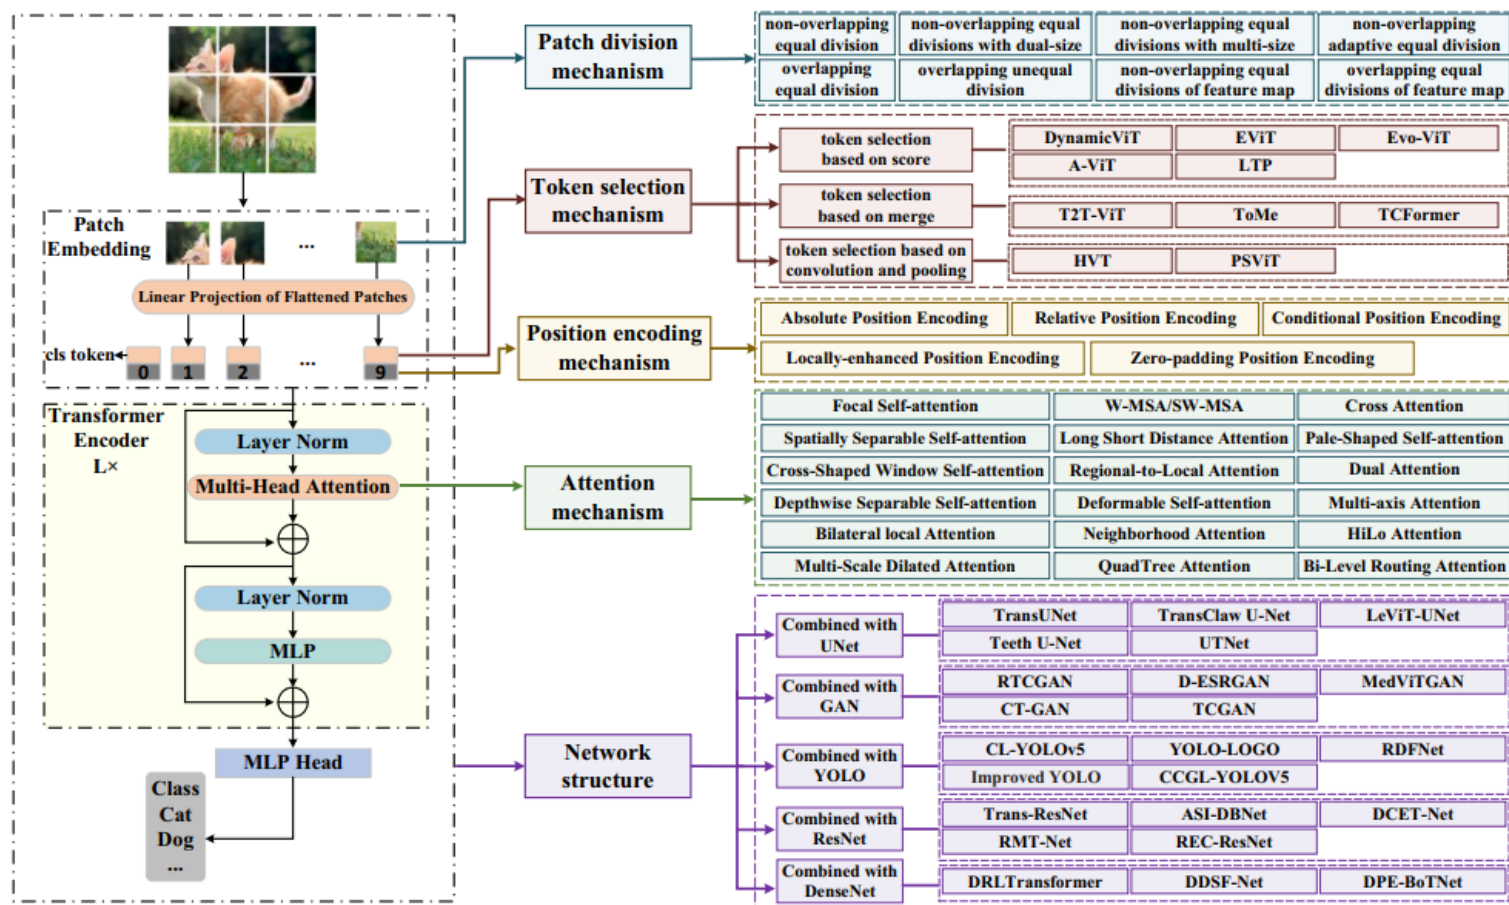 Patch
Embedding
...
Linear Projection of Flattened Patches
cls token
0
1
2
...
9
Transformer
Encoder
L×
Layer Norm
Multi-Head Attention
Layer Norm
MLP
MLP Head
Class
Cat
Dog
...
Patch division
mechanism
non-overlapping
equal division
non-overlapping equal
divisions with dual-size
non-overlapping equal
divisions with multi-size
non-overlapping
adaptive equal division
overlapping
equal division
overlapping unequal
division
non-overlapping equal
divisions of feature map
overlapping equal
divisions of feature map
Token selection
mechanism
token selection
based on score
DynamicViT
EViT
Evo-ViT
A-ViT
LTP
token selection
based on merge
T2T-ViT
ToMe
TCFormer
token selection based on
convolution and pooling
HVT
PSViT
Position encoding
mechanism
Absolute Position Encoding
Relative Position Encoding
Conditional Position Encoding
Locally-enhanced Position Encoding
Zero-padding Position Encoding
Attention
mechanism
Focal Self-attention
W-MSA/SW-MSA
Cross Attention
Spatially Separable Self-attention
Long Short Distance Attention
Pale-Shaped Self-attention
Cross-Shaped Window Self-attention
Regional-to-Local Attention
Dual Attention
Depthwise Separable Self-attention
Deformable Self-attention
Multi-axis Attention
Bilateral local Attention
Neighborhood Attention
HiLo Attention
Multi-Scale Dilated Attention
QuadTree Attention
Bi-Level Routing Attention
Network
structure
Combined with
UNet
TransUNet
TransClaw U-Net
LeViT-UNet
Teeth U-Net
UTNet
Combined with
GAN
RTCGAN
D-ESRGAN
MedViTGAN
CT-GAN
TCGAN
Combined with
YOLO
CL-YOLOv5
YOLO-LOGO
RDFNet
Improved YOLO
CCGL-YOLOV5
Combined with
ResNet
Trans-ResNet
ASI-DBNet
DCET-Net
RMT-Net
REC-ResNet
Combined with
DenseNet
DRLTransformer
DDSF-Net
DPE-BoTNet